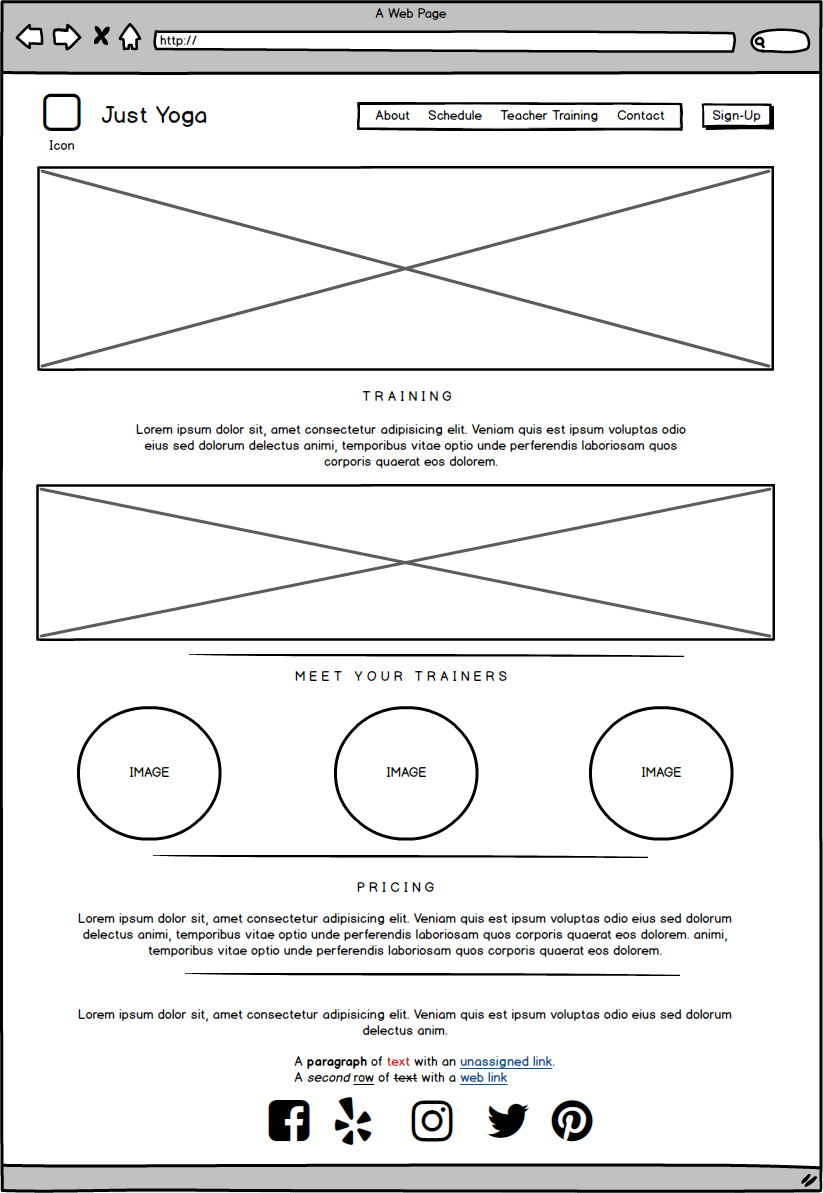 A Web Page
http://
Just Yoga
About Schedule Teacher Training Contact
Sign-Up
Icon
TRAINING
Lorem ipsum dolor sit, amet consectetur adipisicing elit. Veniam quis est ipsum voluptas odio
eius sed dolorum delectus animi, temporibus vitae optio unde perferendis laboriosam quos
corporis quaerat eos dolorem.
MEET YOUR TRAINERS
IMAGE
IMAGE
IMAGE
PRICING
Lorem ipsum dolor sit, amet consectetur adipisicing elit. Veniam quis est ipsum voluptas odio eius sed dolorum
delectus animi, temporibus vitae optio unde perferendis laboriosam quos corporis quaerat eos dolorem. animi,
temporibus vitae optio unde perferendis laboriosam quos corporis quaerat eos dolorem.
Lorem ipsum dolor sit, amet consectetur adipisicing elit. Veniam quis est ipsum voluptas odio eius sed dolorum
delectus anim.
A paragraph of text with an unassigned link.
A second row of text with a web link